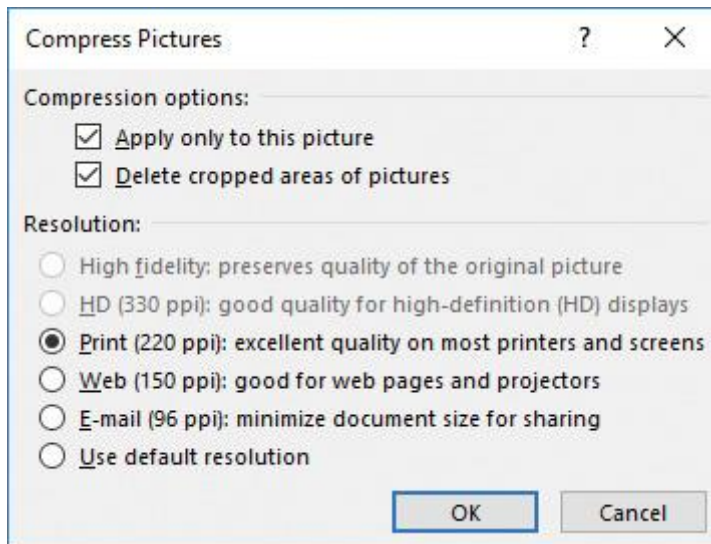 Compress Pictures ?
Compression options:
Apply only to this picture
Delete cropped areas of pictures
Resolution:
High fidelity: preserves quality of the original picture
HD (330 ppi): good quality for high-definition (HD) displays
Print (220 ppi): excellent quality on most printers and screens
Web (150 ppi): good for web pages and projectors
E-mail (96 ppi): minimize document size for sharing
Use default resolution
OK Cancel